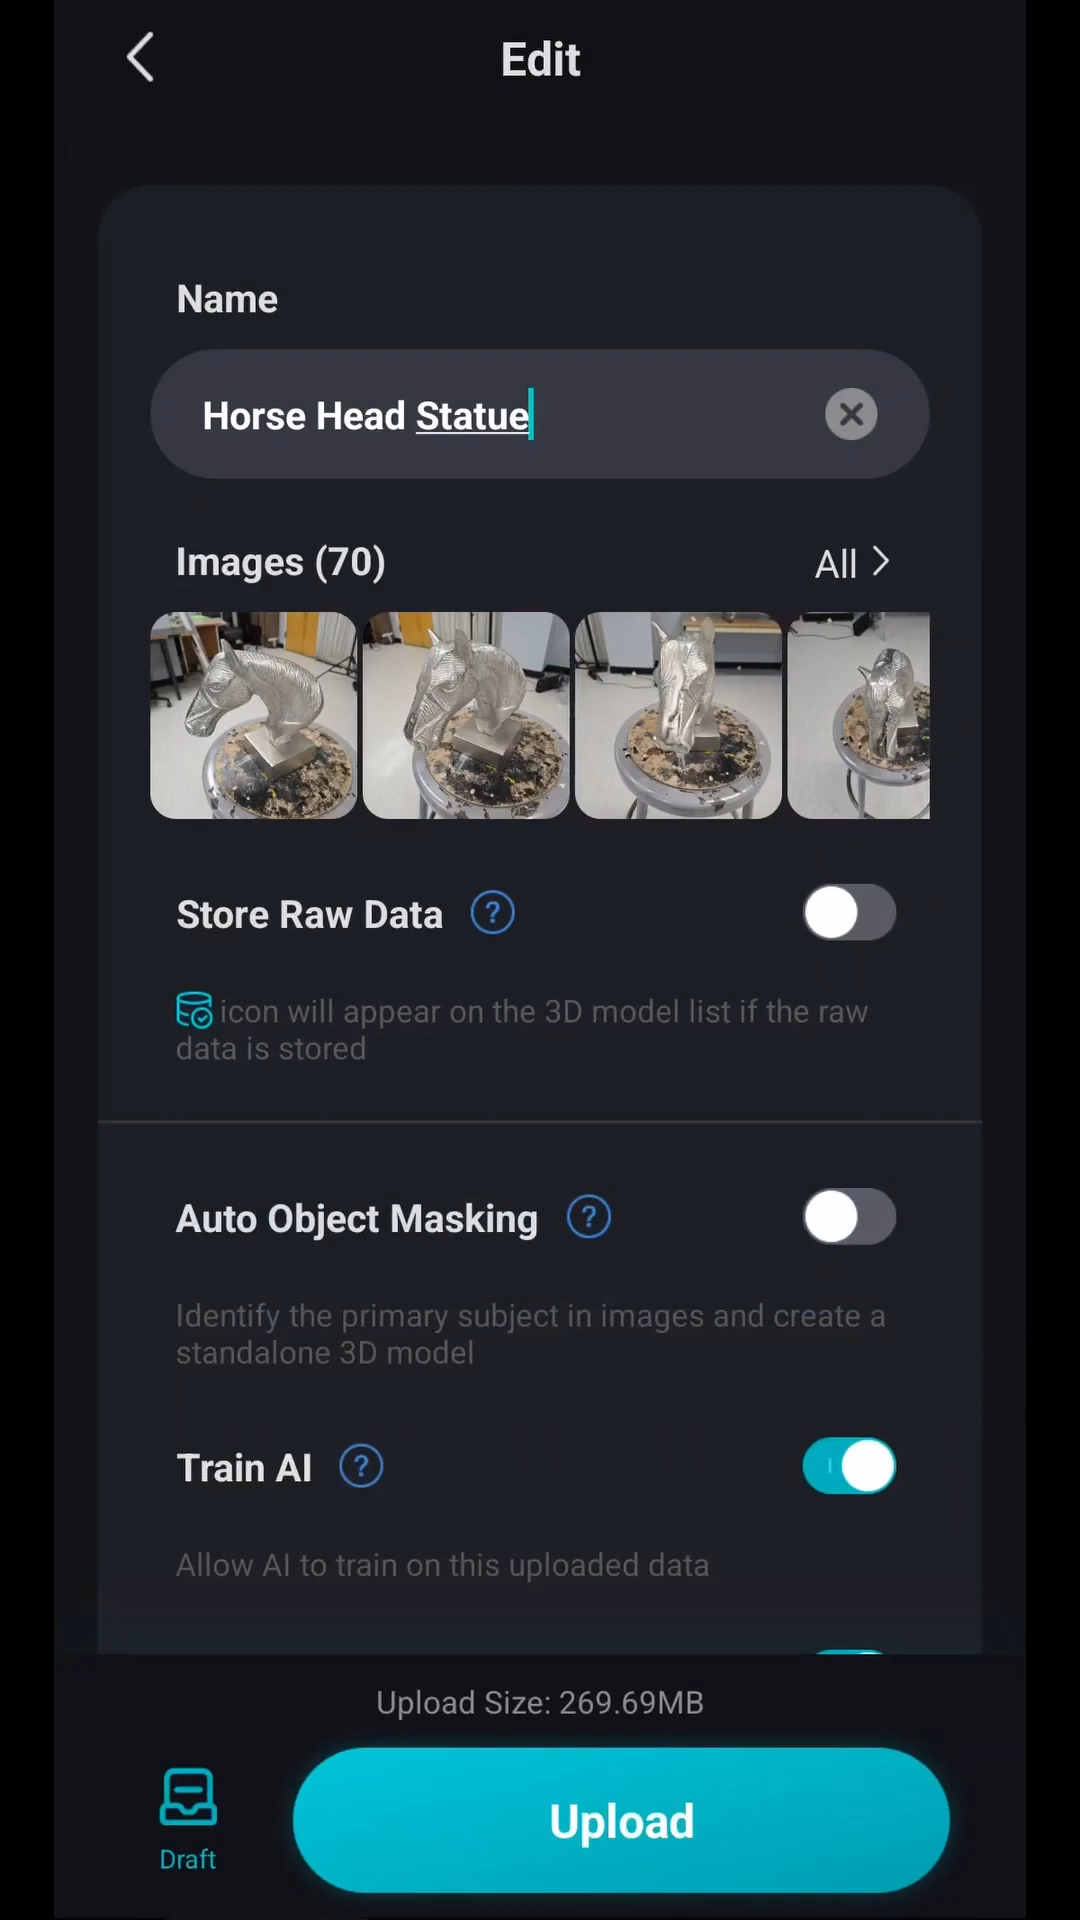 Edit
Name
Horse Head Statue
Images (70)
All
Store Raw Data ?
icon will appear on the 3D model list if the raw
data is stored
Auto Object Masking ?
Identify the primary subject in images and create a
standalone 3D model
Train AI ?
Allow AI to train on this uploaded data
Upload Size: 269.69MB
Draft
Upload